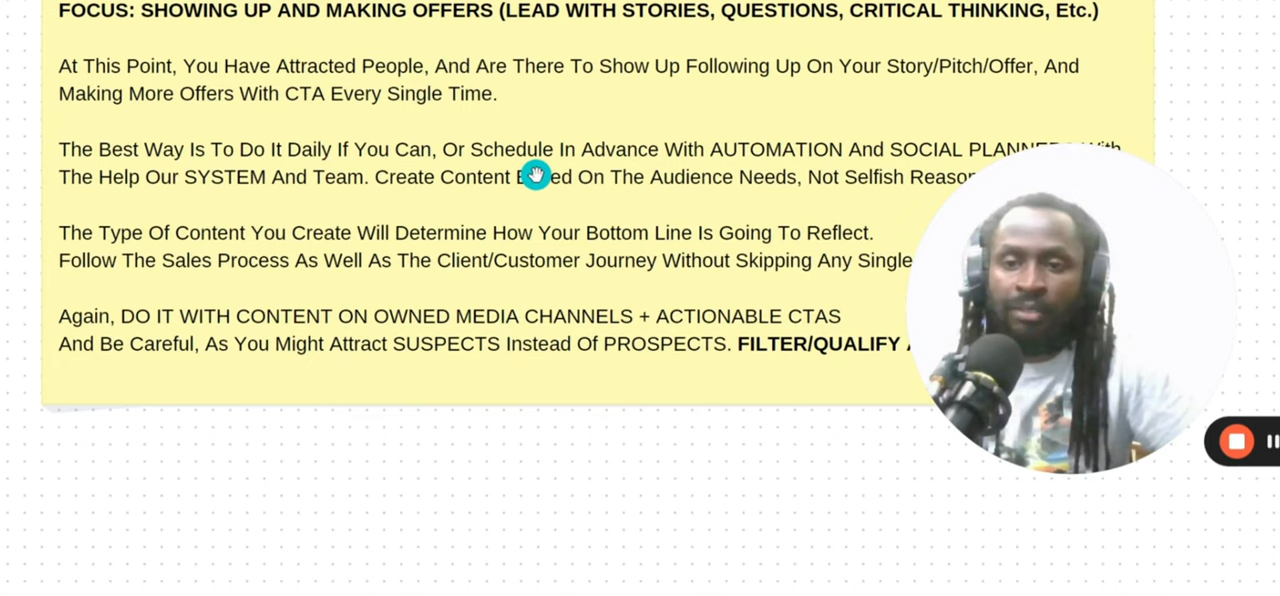 FOCUS: SHOWING UP AND MAKING OFFERS (LEAD WITH STORIES, QUESTIONS, CRITICAL THINKING, Etc.)
At This Point, You Have Attracted People, And Are There To Show Up Following Up On Your Story/Pitch/Offer, And
Making More Offers With CTA Every Single Time.
The Best Way Is To Do It Daily If You Can, Or Schedule In Advance With AUTOMATION And SOCIAL With
The Help Our SYSTEM And Team. Create Content On The Audience Needs, Not Selfish
The Type Of Content You Create Will Determine How Your Bottom Line Is Going To Reflect.
Follow The Sales Process As Well As The Client/Customer Journey Without Skipping Any Single
Again, DO IT WITH CONTENT ON OWNED MEDIA CHANNELS + ACTIONABLE CTAS
And Be Careful, As You Might Attract SUSPECTS Instead Of PROSPECTS. FILTER/QUALIFY